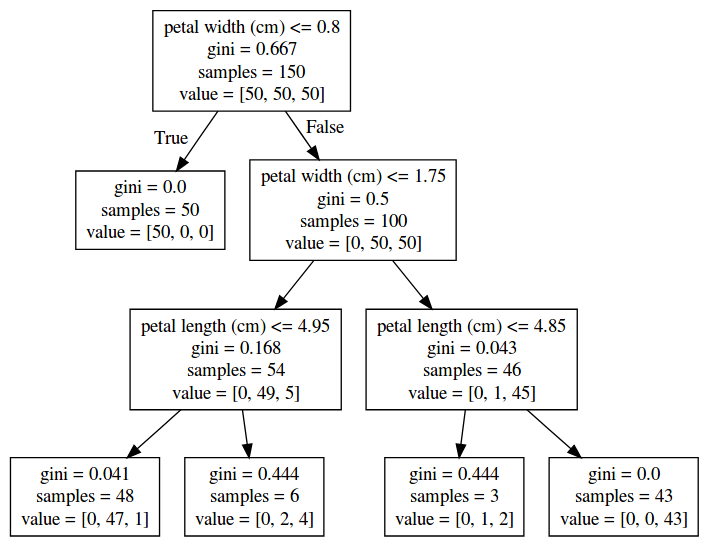 petal width (cm) <= 0.8
gini = 0.667
samples = 150
value = [50, 50, 50]
True
False
gini = 0.0
samples = 50
value = [50, 0, 0]
petal width (cm) <= 1.75
gini = 0.5
samples = 100
value = [0, 50, 50]
petal length (cm) <= 4.95
gini = 0.168
samples = 54
value = [0, 49, 5]
petal length (cm) <= 4.85
gini = 0.043
samples = 46
value = [0, 1, 45]
gini = 0.041
samples = 48
value = [0, 47, 1]
gini = 0.444
samples = 6
value = [0, 2, 4]
gini = 0.444
samples = 3
value = [0, 1, 2]
gini = 0.0
samples = 43
value = [0, 0, 43]